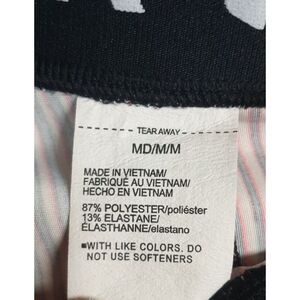 TEAR AWAY
MD/M/M
MADE IN VIETNAM/
FABRIQUÉ AU VIETNAM/
HECHO EN VIETNAM
87% POLYESTER/poliéster
13% ELASTANE/
ÉLASTHANNE/elastano
■WITH LIKE COLORS. DO
NOT USE SOFTENERS